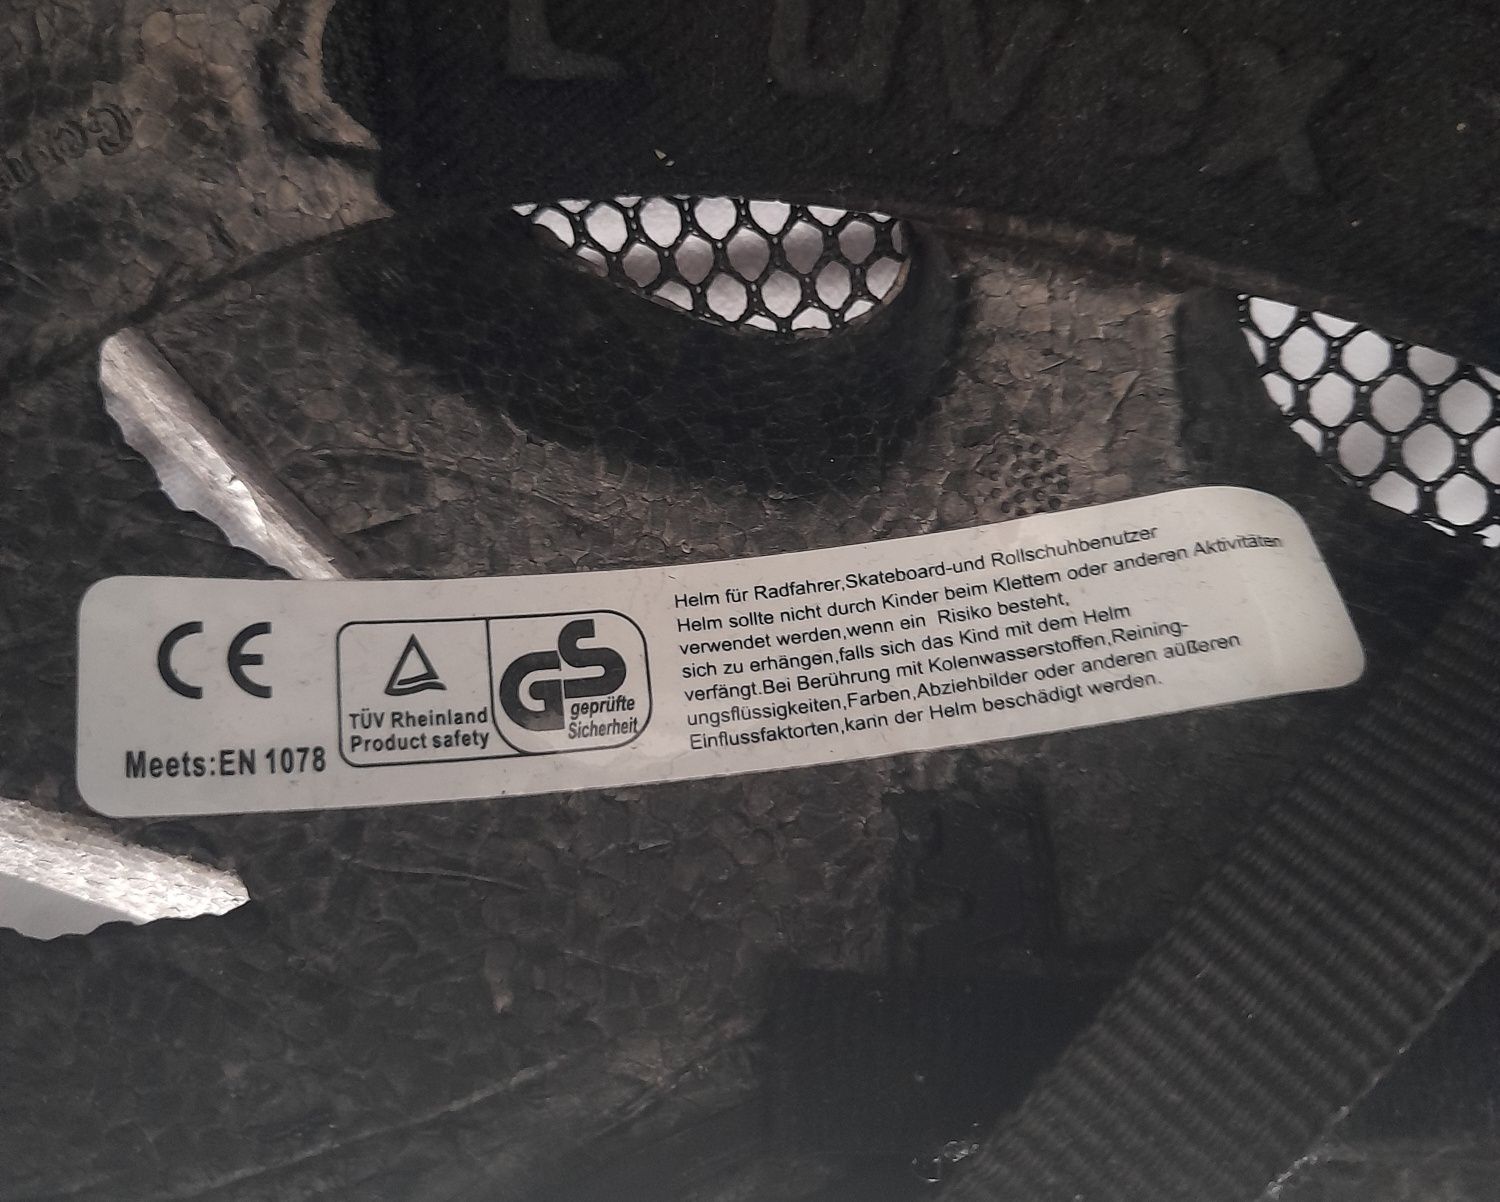 uvex
CE
Meets:EN 1078
TÜV Rheinland
Product safety
GS
geprüfte
Sicherheit
Helm für Radfahrer,Skateboard-und Rollschuhbenutzer
Helm sollte nicht durch Kinder beim Klettem oder anderen Aktivitäten
verwendet werden,wenn ein Risiko besteht,
sich zu erhängen,falls sich das Kind mit dem Helm
verfängt.Bei Berührung mit Kolenwasserstoffen,Reining-
ungsflüssigkeiten,Farben,Abziehbilder oder anderen aüßeren
Einflussfaktorten,kann der Helm beschädigt werden.